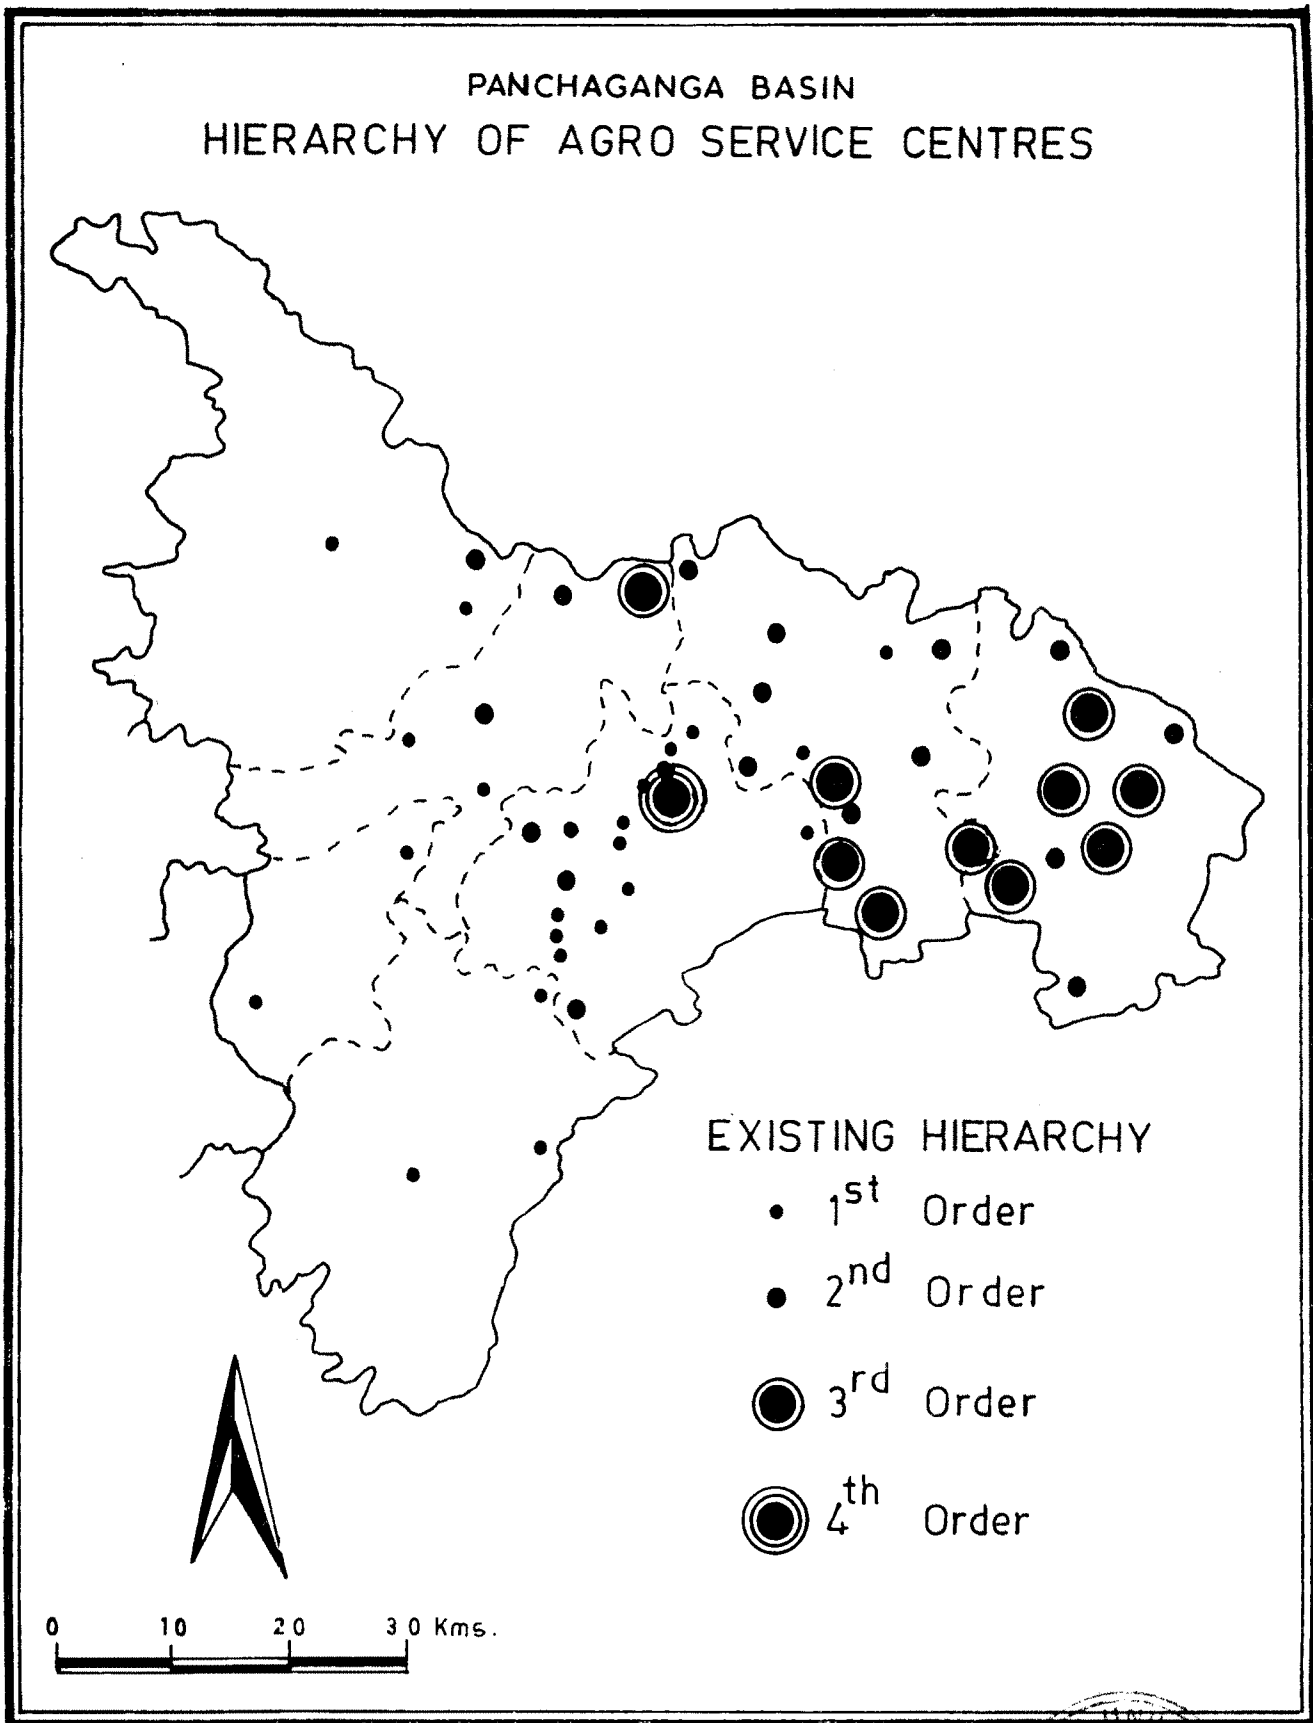 PANCHAGANGA BASIN
HIERARCHY OF AGRO SERVICE CENTRES
EXISTING HIERARCHY
1st Order
2nd Order
3rd Order
4th Order
0 10 20 30 Kms.